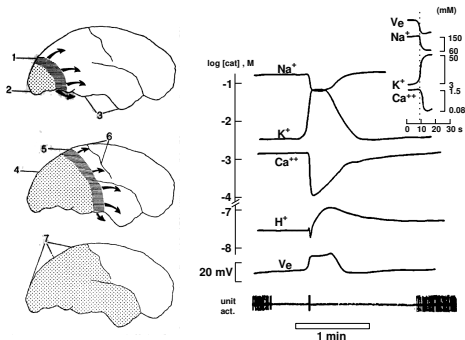 1
2
3
4
5
6
7
log [cat] , M
Na+
-1
-2
K+
-3
Ca++
-4
-7
H+
-8
Ve
20 mV
unit
act.
1 min
(mM)
Ve
Na+
150
60
50
K+
3
Ca++
1.5
0.08
0 10 20 30 s